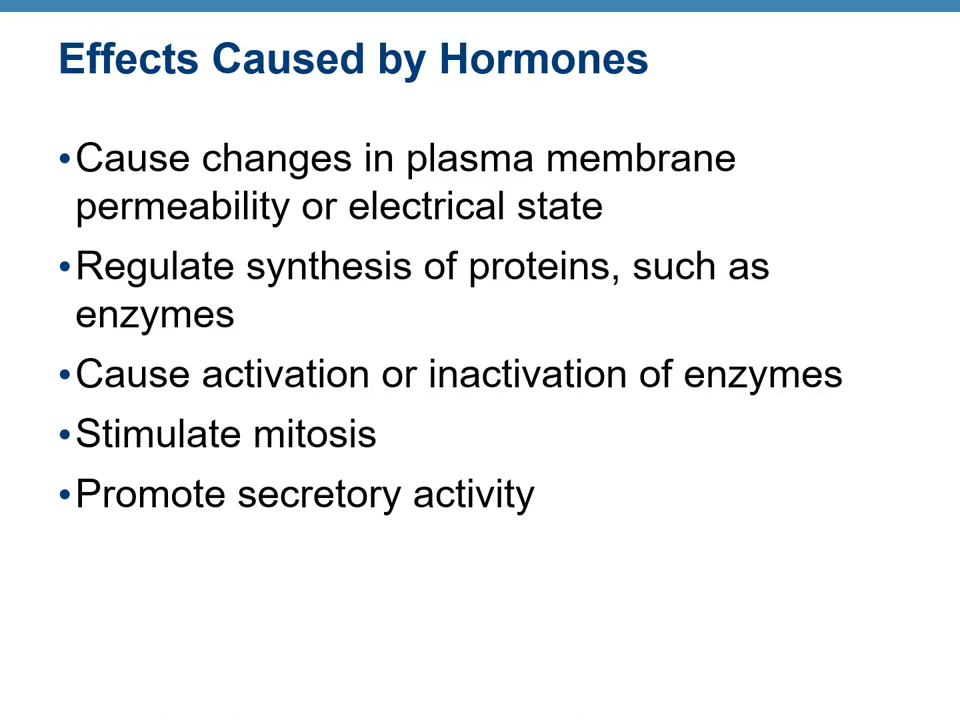 Effects Caused by Hormones
•Cause changes in plasma membrane
permeability or electrical state
•Regulate synthesis of proteins, such as
enzymes
•Cause activation or inactivation of enzymes
•Stimulate mitosis
•Promote secretory activity